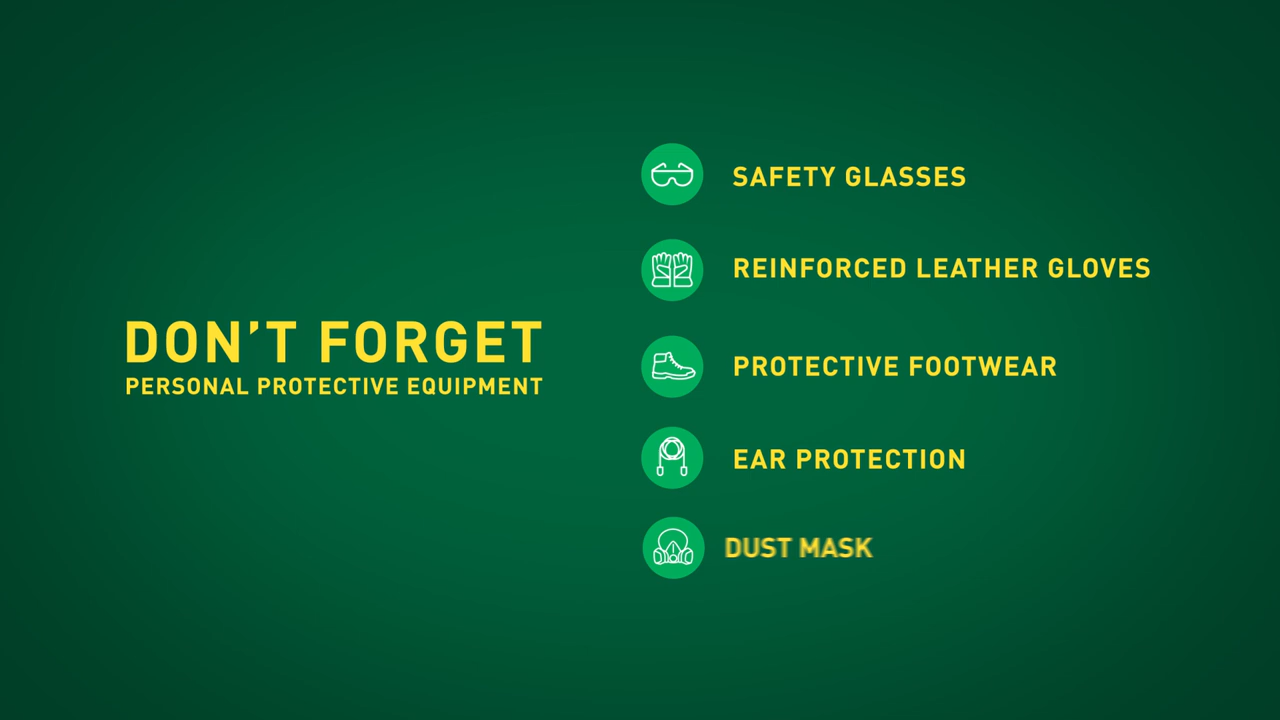 DON'T FORGET
PERSONAL PROTECTIVE EQUIPMENT
SAFETY GLASSES
REINFORCED LEATHER GLOVES
PROTECTIVE FOOTWEAR
EAR PROTECTION
DUST MASK